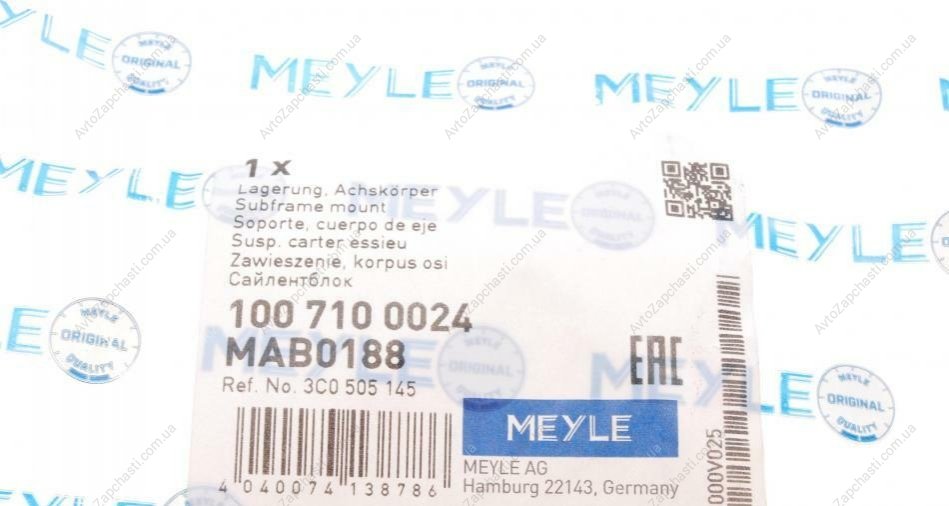 MEYLE ORIGINAL QUALITY
1 x
Lagerung, Achskörper
Subframe mount
Soporte, cuerpo de eje
Susp. carter essieu
Zawieszenie, korpus osi
Сайлентблок
100 710 0024
MAB0188
Ref. No. 3C0 505 145
4 040074 138786
EAC
MEYLE
MEYLE AG
Hamburg 22143, Germany
000V025
AvtoZapchasti.com.ua